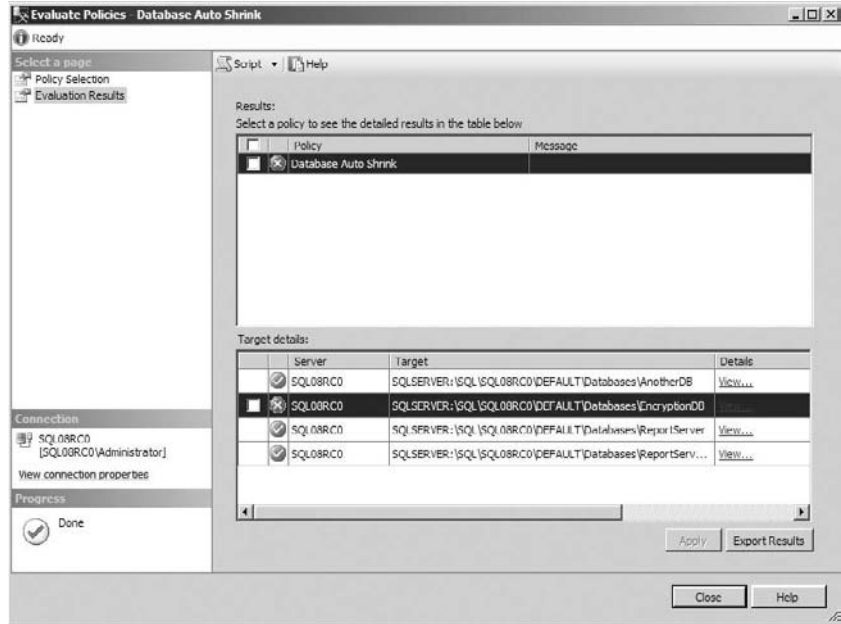 Evaluate Policies - Database Auto Shrink
Ready
Select a page
Policy Selection
Evaluation Results
Script Help
Results:
Select a policy to see the detailed results in the table below
Policy Message
Database Auto Shrink
Target details:
Server Target Details
SQL08RC0 SQLSERVER:\SQL\SQL08RC0\DEFAULT\Databases\AnotherDB View...
SQL08RC0 SQLSERVER:\SQL\SQL08RC0\DEFAULT\Databases\EncryptionDB View...
SQL08RC0 SQLSERVER:\SQL\SQL08RC0\DEFAULT\Databases\ReportServer View...
SQL08RC0 SQLSERVER:\SQL\SQL08RC0\DEFAULT\Databases\ReportServ... View...
Connection
SQL08RC0
[SQL08RC0\Administrator]
View connection properties
Progress
Done
Apply Export Results
Close Help